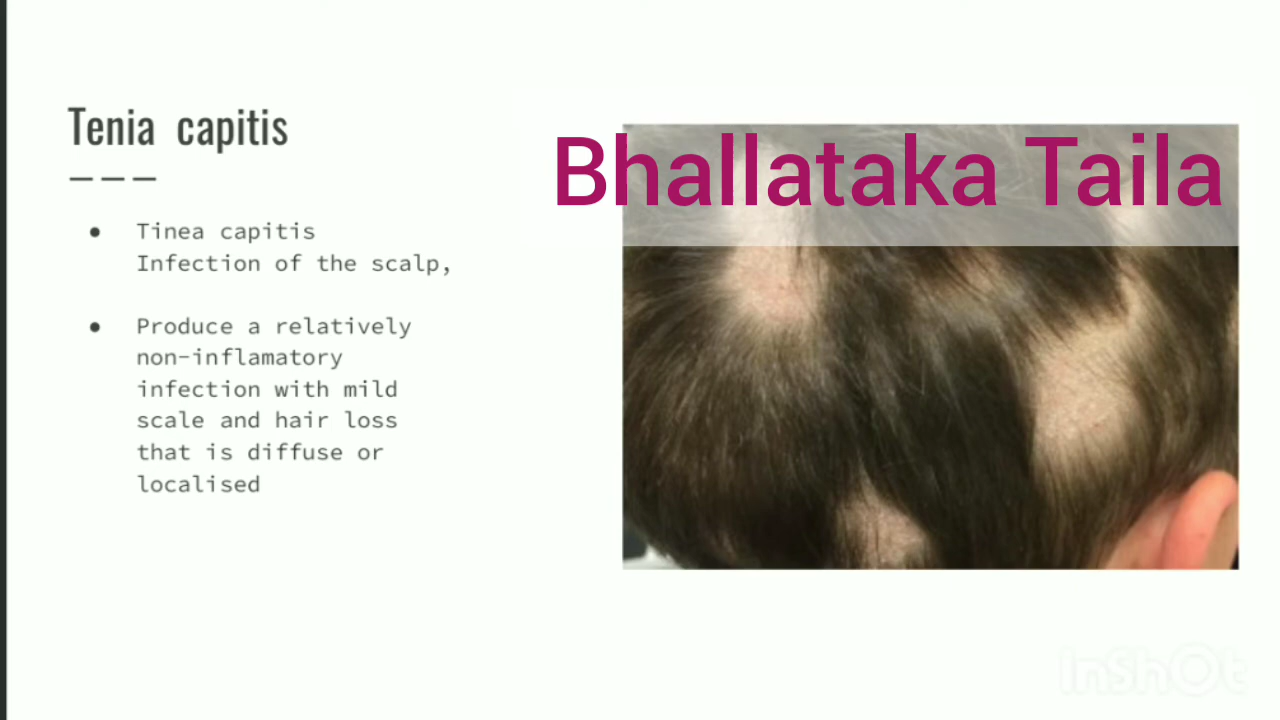 Tenia capitis
Bhallataka Taila
● Tinea capitis
Infection of the scalp,
● Produce a relatively
non-inflamatory
infection with mild
scale and hair loss
that is diffuse or
localised
InShOt